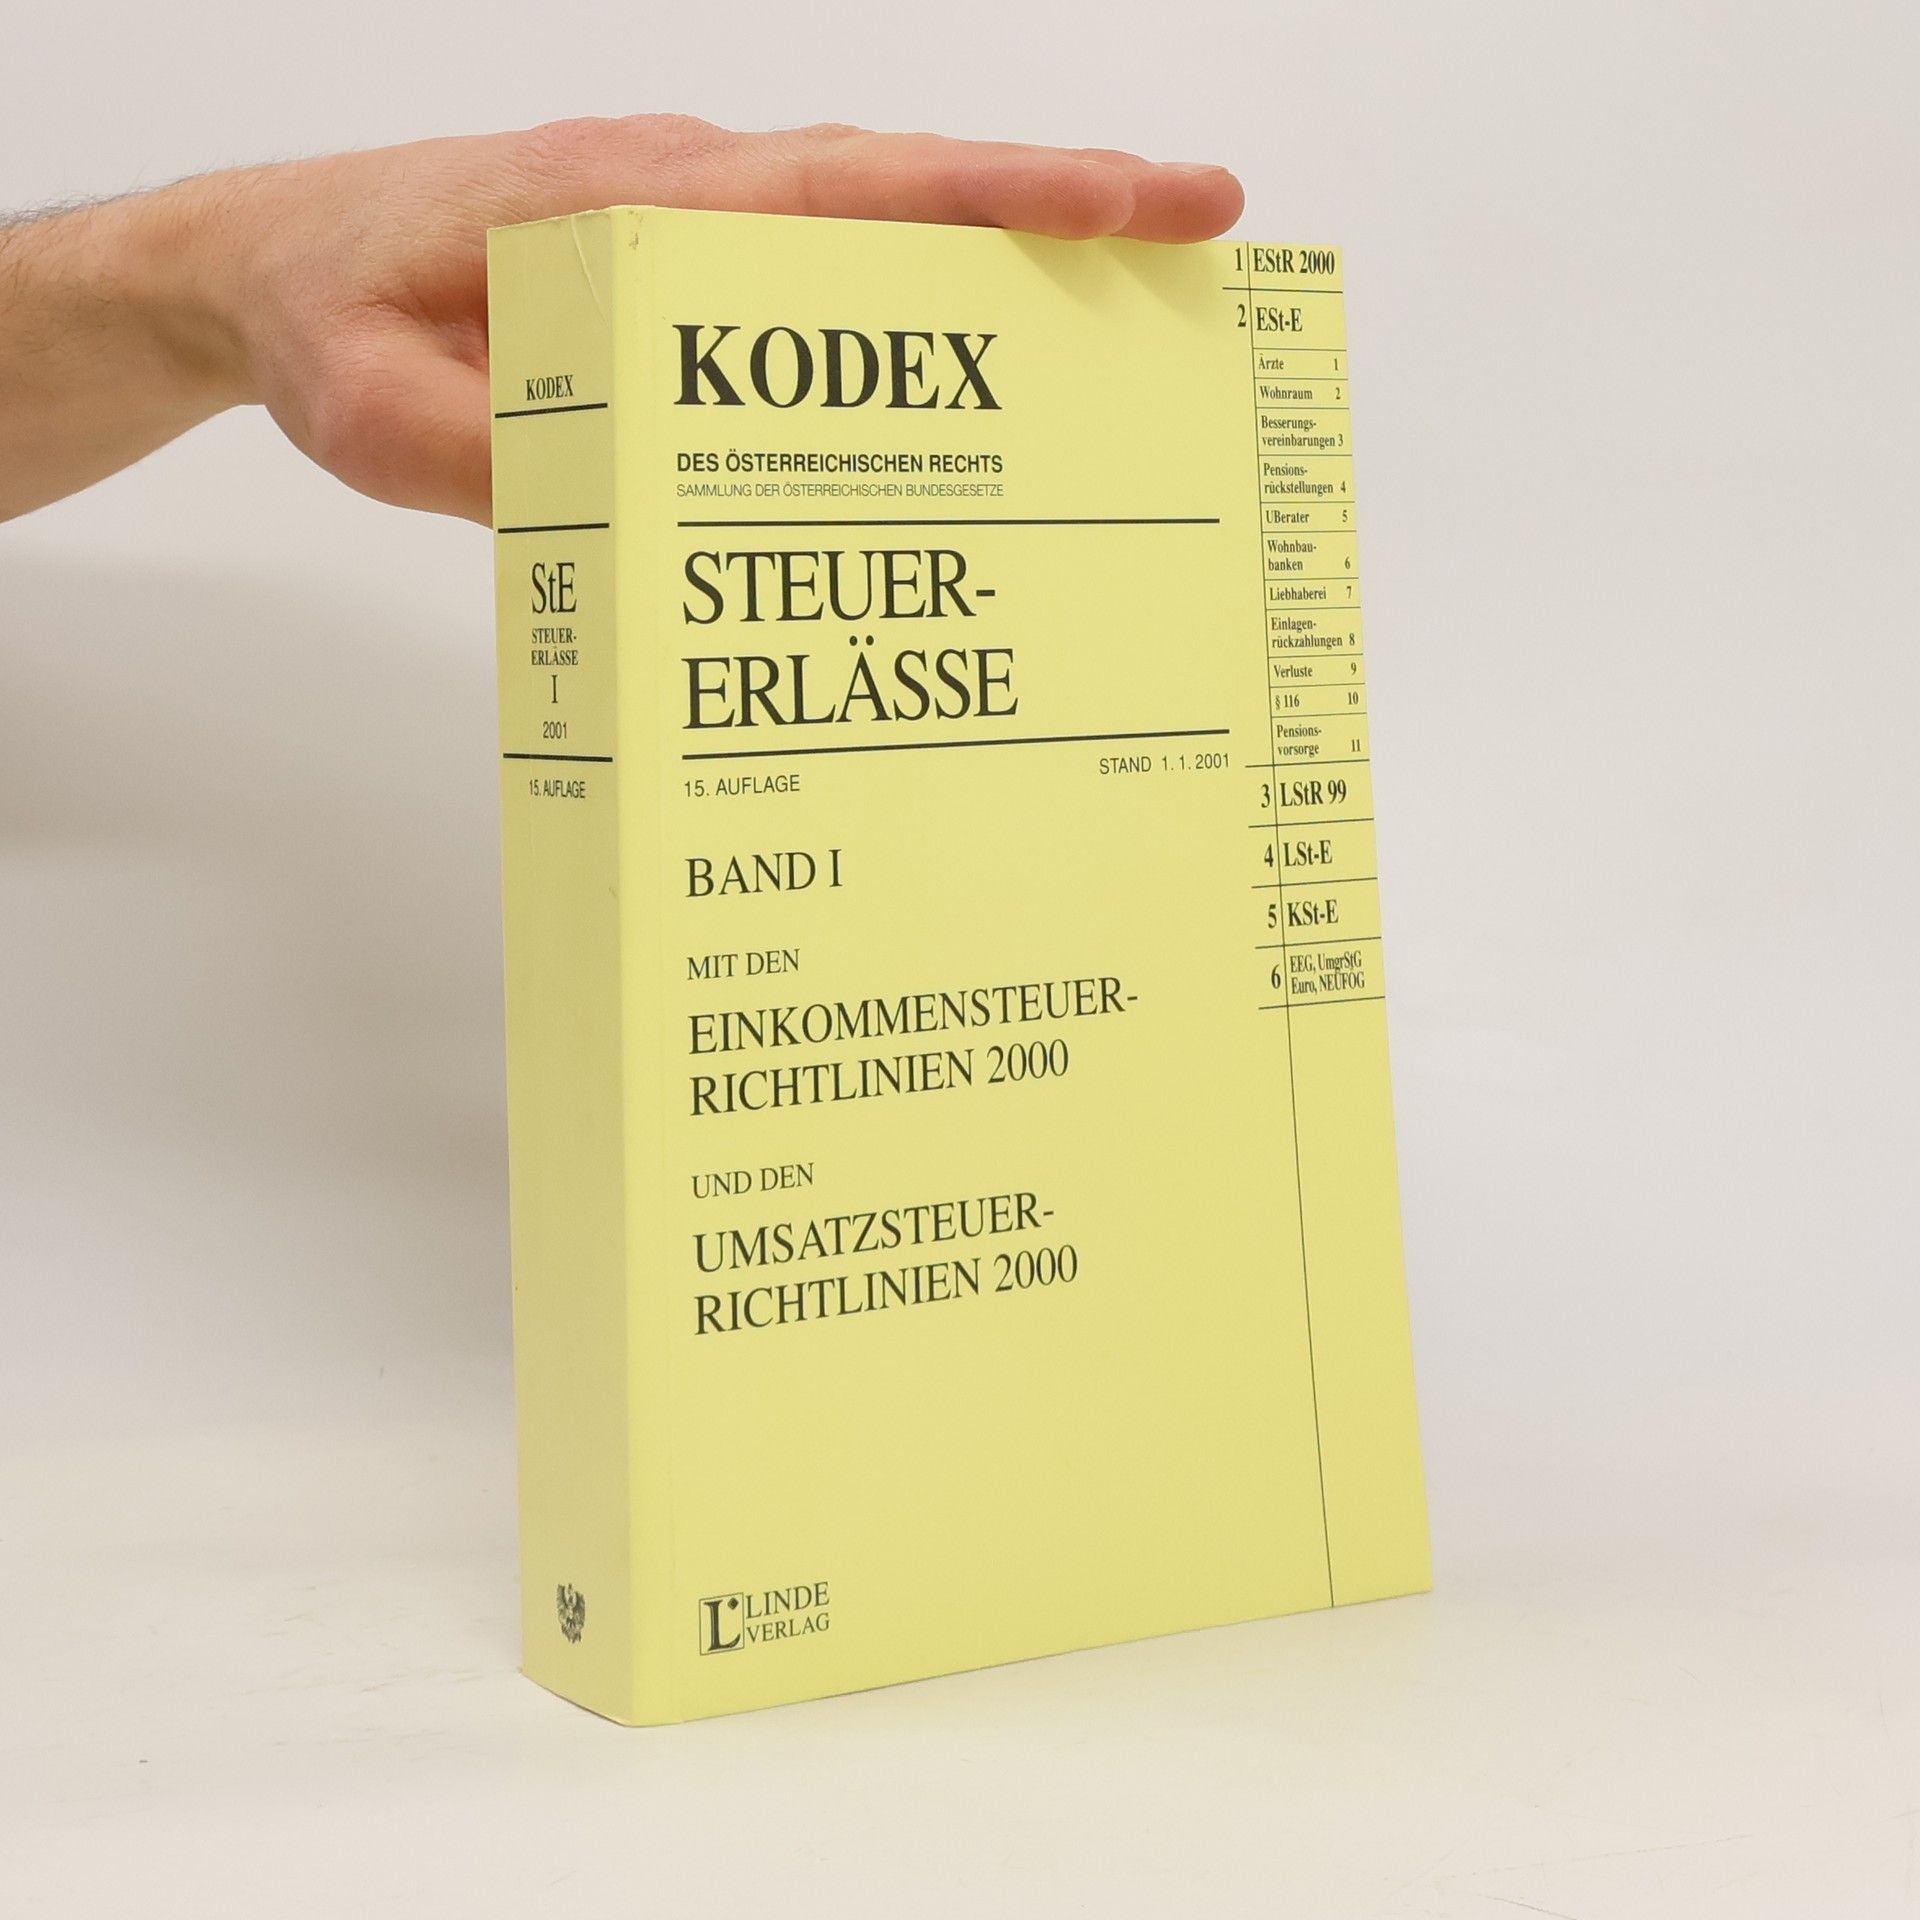 KODEX
StE
STEUER-
ERLÄSSE
I
2001
15. AUFLAGE
KODEX
DES ÖSTERREICHISCHEN RECHTS
SAMMLUNG DER ÖSTERREICHISCHEN BUNDESGESETZE
STEUER-
ERLÄSSE
15. AUFLAGE STAND 1. 1. 2001
BAND I
MIT DEN
EINKOMMENSTEUER-
RICHTLINIEN 2000
UND DEN
UMSATZSTEUER-
RICHTLINIEN 2000
L LINDE
VERLAG
1 EStR 2000
2 ESt-E
Ärzte 1
Wohnraum 2
Besserungs-
vereinbarungen 3
Pensions-
rückstellungen 4
UBerater 5
Wohnbau-
banken 6
Liebhaberei 7
Einlagen-
rückzahlungen 8
Verluste 9
§ 116 10
Pensions-
vorsorge 11
3 LStR 99
4 LSt-E
5 KSt-E
6 EEG, UmgrStG
Euro, NEUFÖG